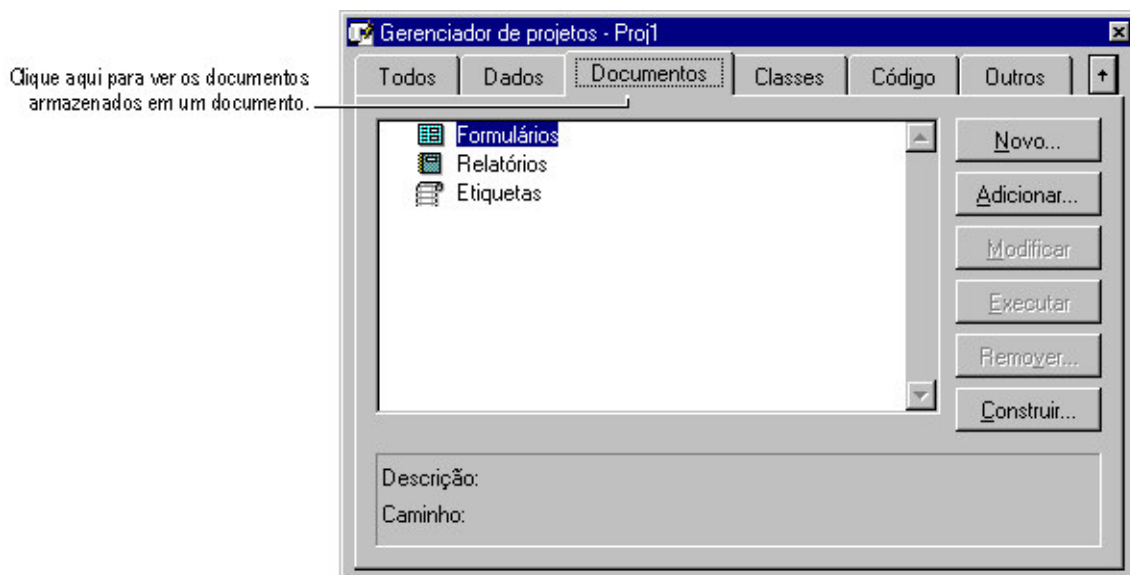 Gerenciador de projetos - Proj1
Clique aqui para ver os documentos
armazenados em um documento.
Todos Dados Documentos Classes Código Outros
Formulários
Relatórios
Etiquetas
Novo...
Adicionar...
Modificar
Executar
Remover...
Construir...
Descrição:
Caminho: